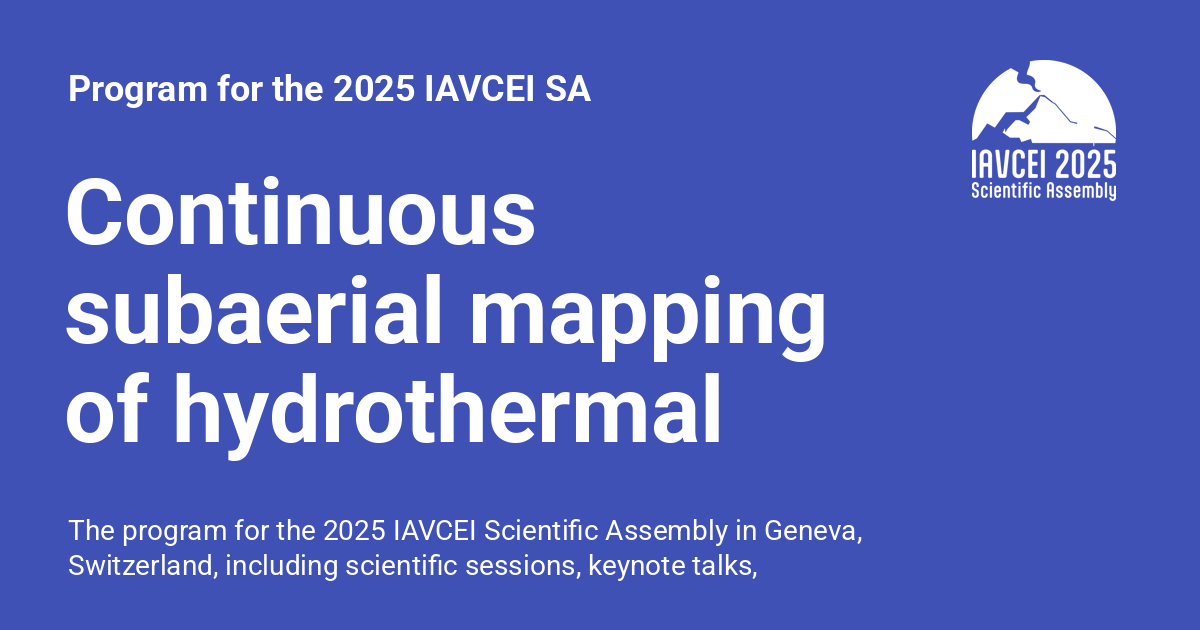 Program for the 2025 IAVCEI SA
IAVCEI 2025
Scientific Assembly
Continuous
subaerial mapping
of hydrothermal
The program for the 2025 IAVCEI Scientific Assembly in Geneva,
Switzerland, including scientific sessions, keynote talks,